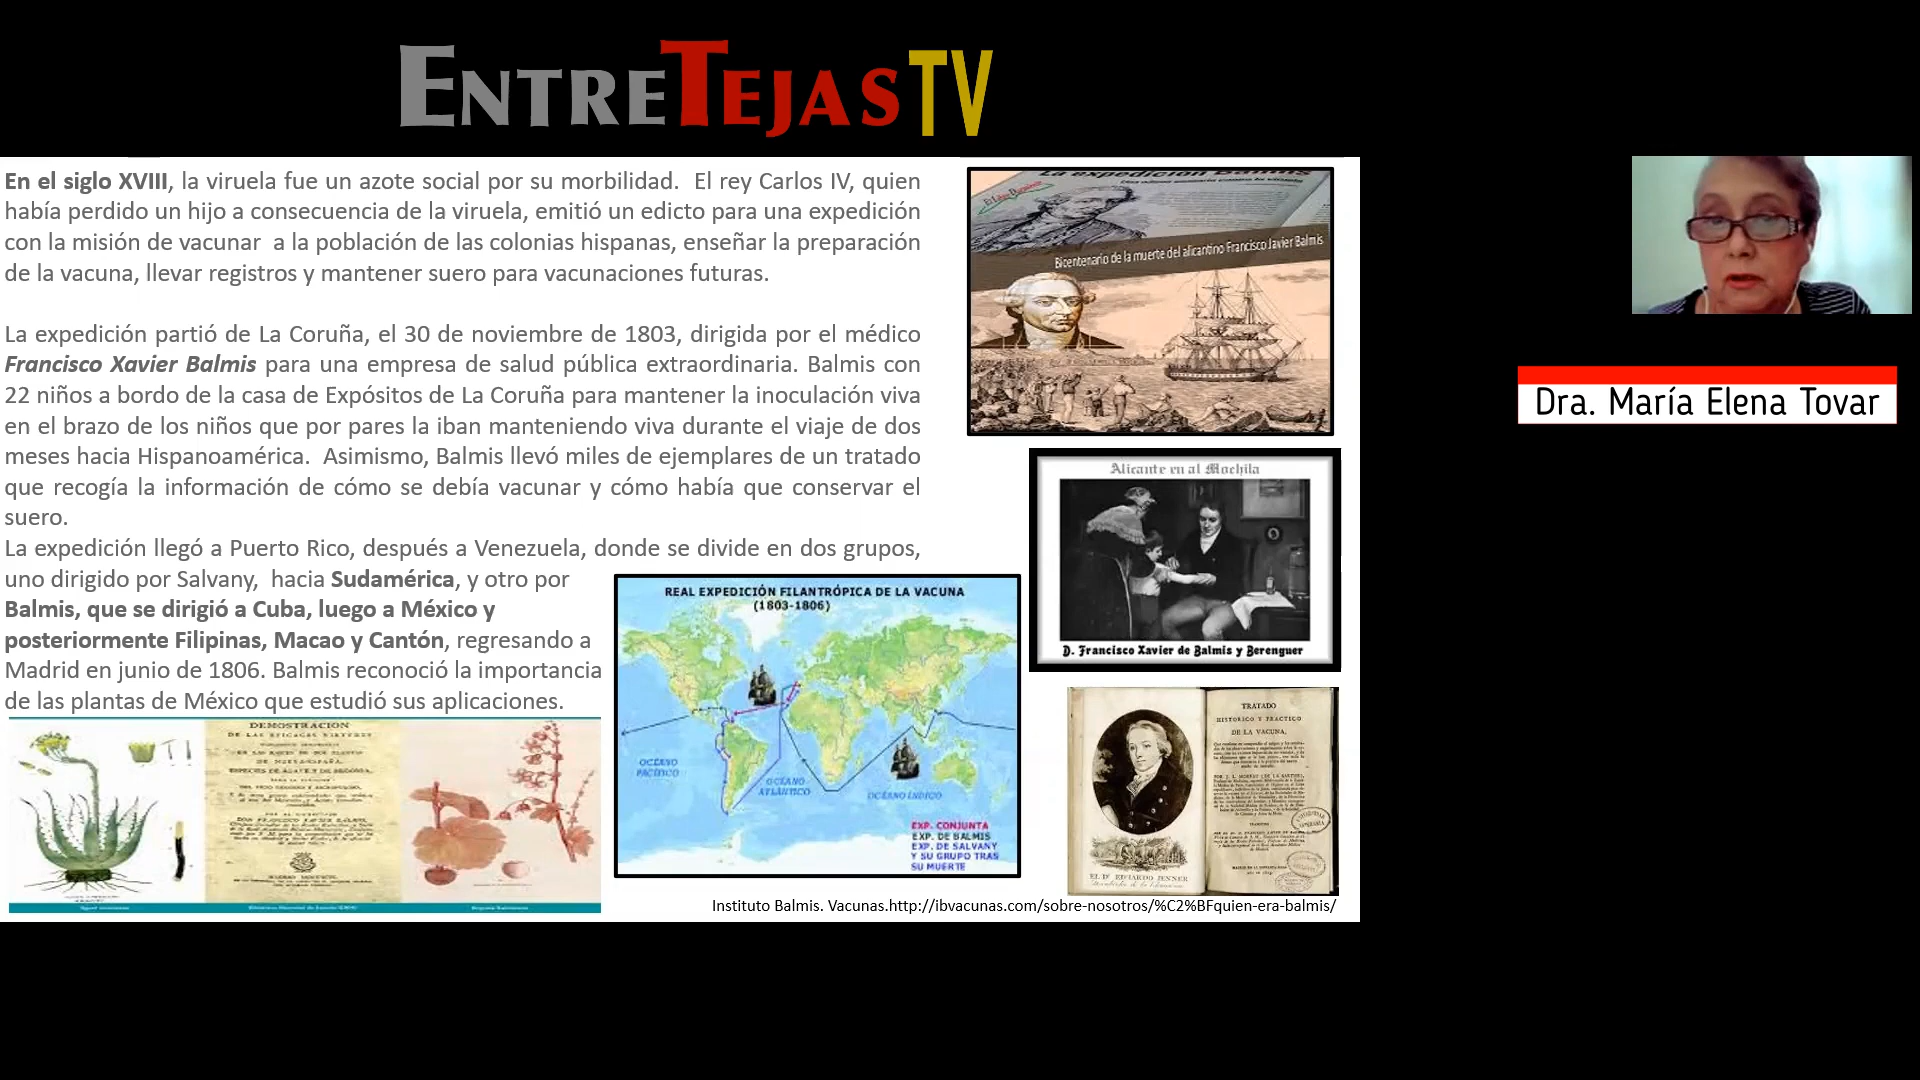 ENTRETEJASTV
En el siglo XVIII, la viruela fue un azote social por su morbilidad. El rey Carlos IV, quien
había perdido un hijo a consecuencia de la viruela, emitió un edicto para una expedición
con la misión de vacunar a la población de las colonias hispanas, enseñar la preparación
de la vacuna, llevar registros y mantener suero para vacunaciones futuras.
La expedición partió de La Coruña, el 30 de noviembre de 1803, dirigida por el médico
Francisco Xavier Balmis para una empresa de salud pública extraordinaria. Balmis con
22 niños a bordo de la casa de Expósitos de La Coruña para mantener la inoculación viva
en el brazo de los niños que por pares la iban manteniendo viva durante el viaje de dos
meses hacia Hispanoamérica. Asimismo, Balmis llevó miles de ejemplares de un tratado
que recogía la información de cómo se debía vacunar y cómo había que conservar el
suero.
La expedición llegó a Puerto Rico, después a Venezuela, donde se divide en dos grupos,
uno dirigido por Salvany, hacia Sudamérica, y otro por
Balmis, que se dirigió a Cuba, luego a México y
posteriormente Filipinas, Macao y Cantón, regresando a
Madrid en junio de 1806. Balmis reconoció la importancia
de las plantas de México que estudió sus aplicaciones.
La expedición Balmis
Bicentenario de la muerte del alicantino Francisco Javier Balmis
Alicante en al Mochila
D. Francisco Xavier de Balmis y Berenguer
REAL EXPEDICIÓN FILANTRÓPICA DE LA VACUNA
(1803-1806)
OCÉANO
PACÍFICO
OCÉANO
ATLÁNTICO
OCÉANO ÍNDICO
EXP. CONJUNTA
EXP. DE BALMIS
EXP. DE SALVANY
Y SU GRUPO TRAS
SU MUERTE
DEMOSTRACION
DE LAS EFICACES VIRTUDES
TRATADO
HISTORICO Y PRACTICO
DE LA VACUNA,
EL Dr EDUARDO JENNER
Instituto Balmis. Vacunas.http://ibvacunas.com/sobre-nosotros/%C2%BFquien-era-balmis/
Dra. María Elena Tovar